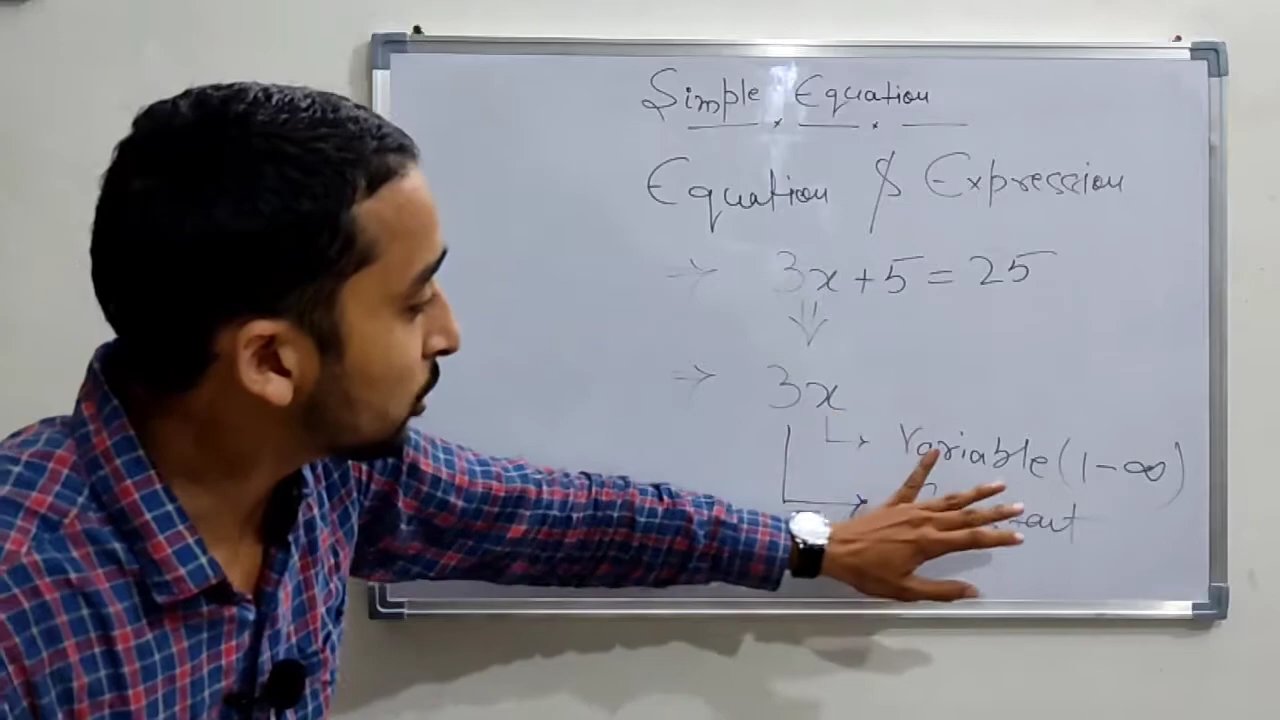 Simple Equation
Equation & Expression
⇒ 3x + 5 = 25
⇓
⇒ 3x
Variable (1 - ∞)